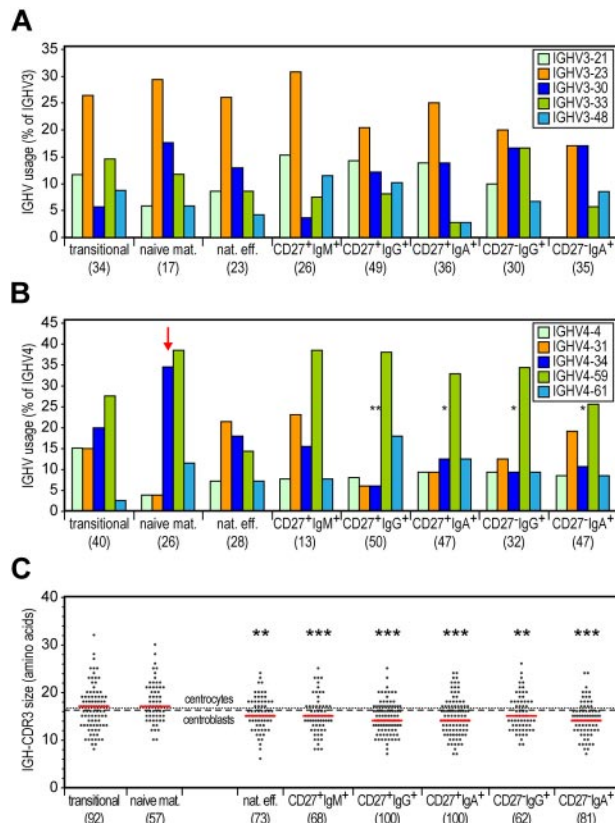 A
IGHV usage (% of IGHV3)
35
30
25
20
15
10
5
0
IGHV3-21
IGHV3-23
IGHV3-30
IGHV3-33
IGHV3-48
transitional naive mat. nat. eff. CD27⁺IgM⁺ CD27⁺IgG⁺ CD27⁺IgA⁺ CD27⁻IgG⁺ CD27⁻IgA⁺
(34) (17) (23) (26) (49) (36) (30) (35)
B
IGHV usage (% of IGHV4)
45
40
35
30
25
20
15
10
5
0
IGHV4-4
IGHV4-31
IGHV4-34
IGHV4-59
IGHV4-61
** * * *
transitional naive mat. nat. eff. CD27⁺IgM⁺ CD27⁺IgG⁺ CD27⁺IgA⁺ CD27⁻IgG⁺ CD27⁻IgA⁺
(40) (26) (28) (13) (50) (47) (32) (47)
C
IGH-CDR3 size (amino acids)
40
30
20
10
0
** *** *** *** ** ***
centrocytes
centroblasts
transitional naive mat. nat. eff. CD27⁺IgM⁺ CD27⁺IgG⁺ CD27⁺IgA⁺ CD27⁻IgG⁺ CD27⁻IgA⁺
(92) (57) (73) (68) (100) (100) (62) (81)